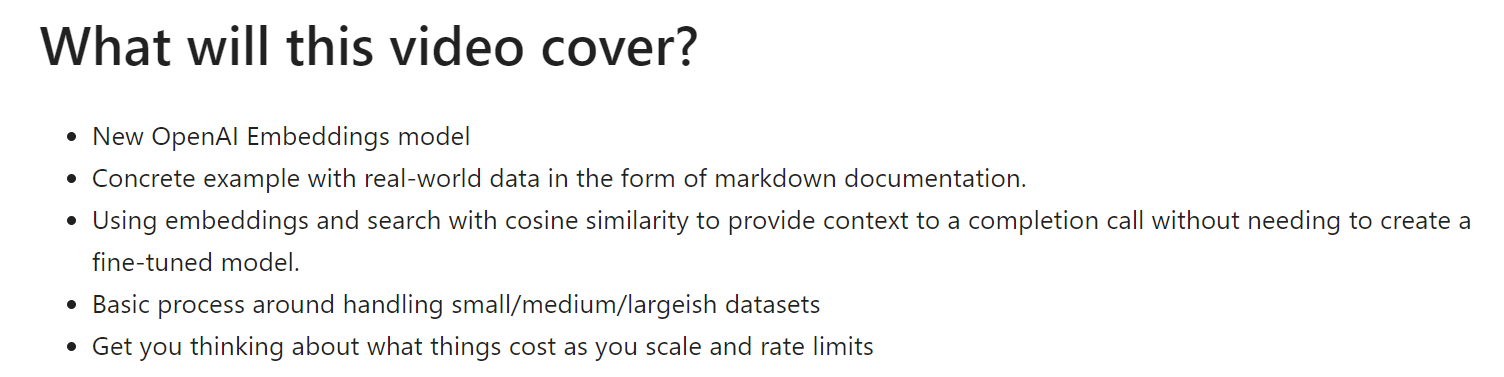 What will this video cover?
• New OpenAI Embeddings model
• Concrete example with real-world data in the form of markdown documentation.
• Using embeddings and search with cosine similarity to provide context to a completion call without needing to create a
fine-tuned model.
• Basic process around handling small/medium/largeish datasets
• Get you thinking about what things cost as you scale and rate limits